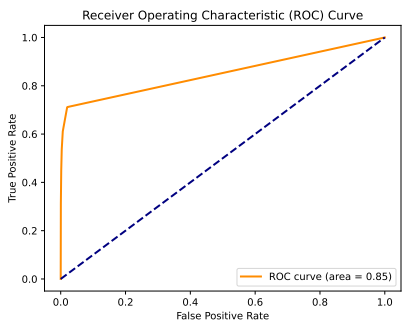 Receiver Operating Characteristic (ROC) Curve
True Positive Rate
1.0
0.8
0.6
0.4
0.2
0.0
0.0 0.2 0.4 0.6 0.8 1.0
False Positive Rate
ROC curve (area = 0.85)